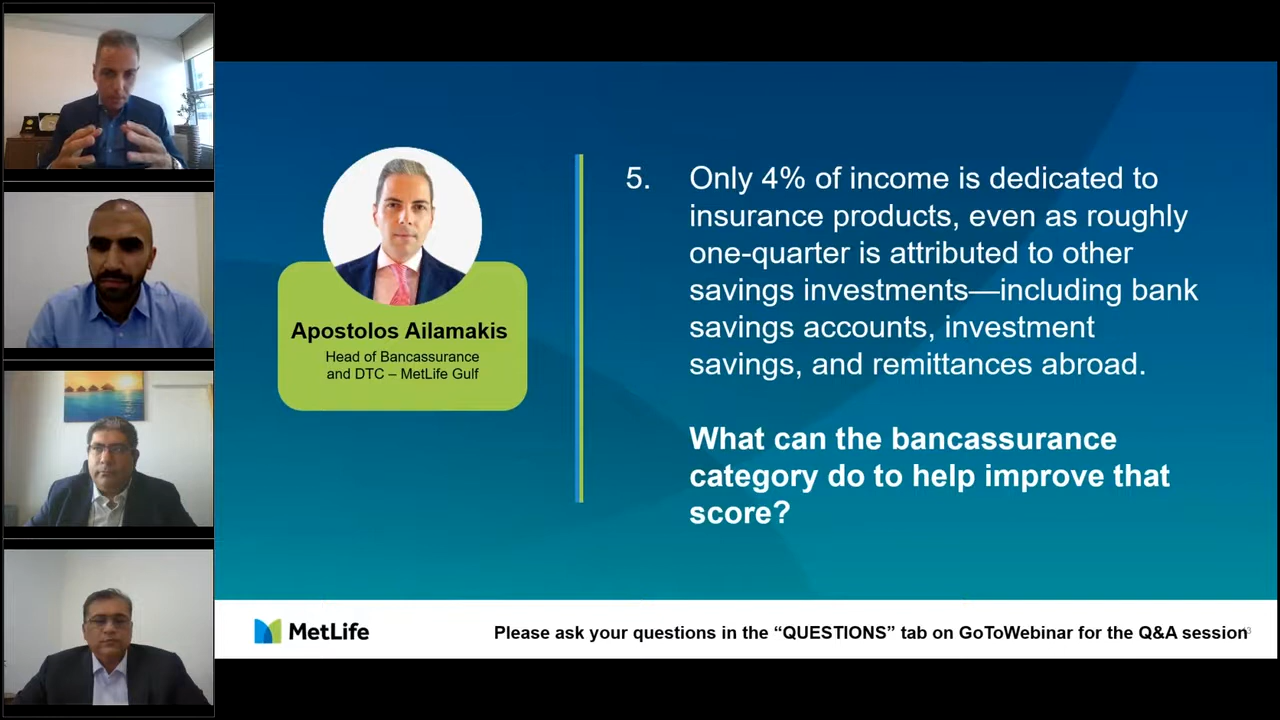 Apostolos Ailamakis
Head of Bancassurance
and DTC – MetLife Gulf
5. Only 4% of income is dedicated to
insurance products, even as roughly
one-quarter is attributed to other
savings investments—including bank
savings accounts, investment
savings, and remittances abroad.
What can the bancassurance
category do to help improve that
score?
MetLife
Please ask your questions in the “QUESTIONS” tab on GoToWebinar for the Q&A session